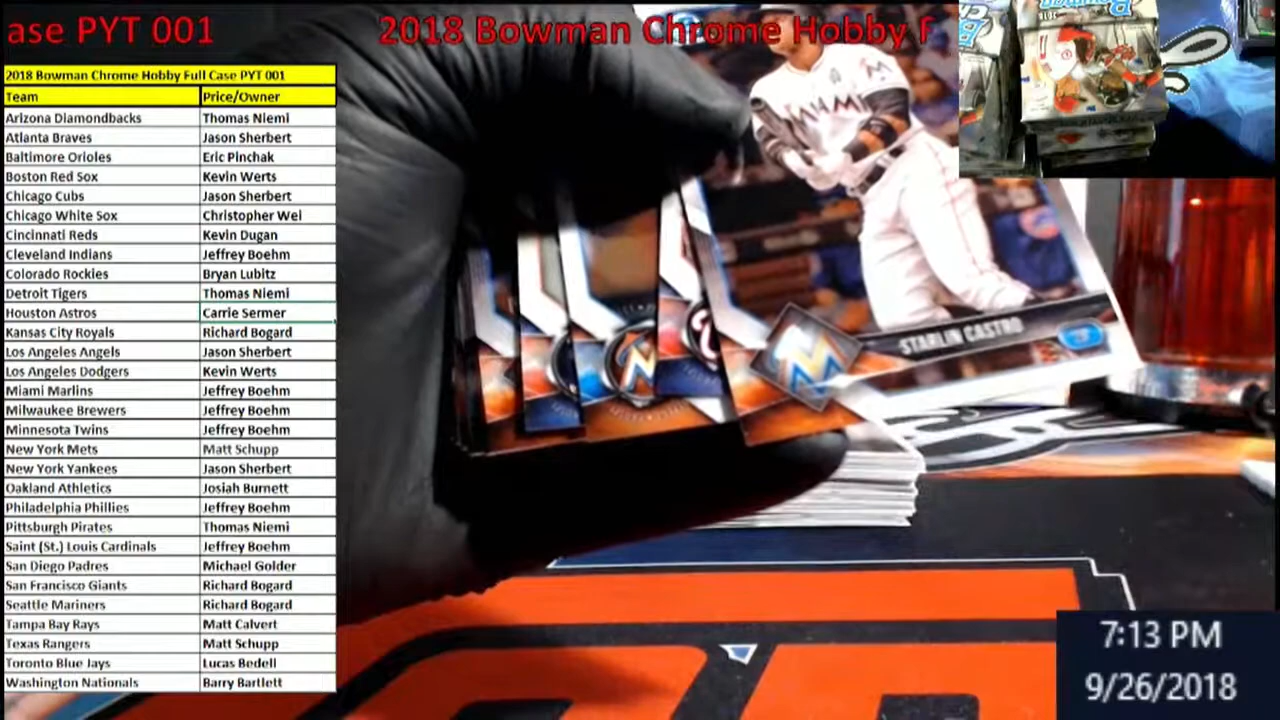 ase PYT 001 2018 Bowman Chrome Hobby F
2018 Bowman Chrome Hobby Full Case PYT 001
Team Price/Owner
Arizona Diamondbacks Thomas Niemi
Atlanta Braves Jason Sherbert
Baltimore Orioles Eric Pinchak
Boston Red Sox Kevin Werts
Chicago Cubs Jason Sherbert
Chicago White Sox Christopher Wei
Cincinnati Reds Kevin Dugan
Cleveland Indians Jeffrey Boehm
Colorado Rockies Bryan Lubitz
Detroit Tigers Thomas Niemi
Houston Astros Carrie Sermer
Kansas City Royals Richard Bogard
Los Angeles Angels Jason Sherbert
Los Angeles Dodgers Kevin Werts
Miami Marlins Jeffrey Boehm
Milwaukee Brewers Jeffrey Boehm
Minnesota Twins Jeffrey Boehm
New York Mets Matt Schupp
New York Yankees Jason Sherbert
Oakland Athletics Josiah Burnett
Philadelphia Phillies Jeffrey Boehm
Pittsburgh Pirates Thomas Niemi
Saint (St.) Louis Cardinals Jeffrey Boehm
San Diego Padres Michael Golder
San Francisco Giants Richard Bogard
Seattle Mariners Richard Bogard
Tampa Bay Rays Matt Calvert
Texas Rangers Matt Schupp
Toronto Blue Jays Lucas Bedell
Washington Nationals Barry Bartlett
MIAMI
STARLIN CASTRO
M
7:13 PM
9/26/2018